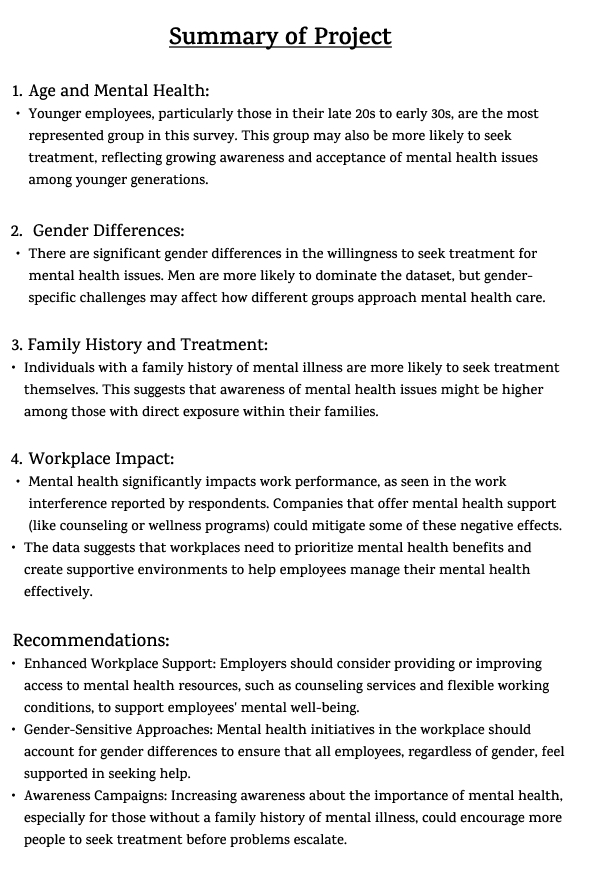 Summary of Project
1. Age and Mental Health:
• Younger employees, particularly those in their late 20s to early 30s, are the most
represented group in this survey. This group may also be more likely to seek
treatment, reflecting growing awareness and acceptance of mental health issues
among younger generations.
2. Gender Differences:
• There are significant gender differences in the willingness to seek treatment for
mental health issues. Men are more likely to dominate the dataset, but gender-
specific challenges may affect how different groups approach mental health care.
3. Family History and Treatment:
• Individuals with a family history of mental illness are more likely to seek treatment
themselves. This suggests that awareness of mental health issues might be higher
among those with direct exposure within their families.
4. Workplace Impact:
• Mental health significantly impacts work performance, as seen in the work
interference reported by respondents. Companies that offer mental health support
(like counseling or wellness programs) could mitigate some of these negative effects.
• The data suggests that workplaces need to prioritize mental health benefits and
create supportive environments to help employees manage their mental health
effectively.
Recommendations:
• Enhanced Workplace Support: Employers should consider providing or improving
access to mental health resources, such as counseling services and flexible working
conditions, to support employees' mental well-being.
• Gender-Sensitive Approaches: Mental health initiatives in the workplace should
account for gender differences to ensure that all employees, regardless of gender, feel
supported in seeking help.
• Awareness Campaigns: Increasing awareness about the importance of mental health,
especially for those without a family history of mental illness, could encourage more
people to seek treatment before problems escalate.